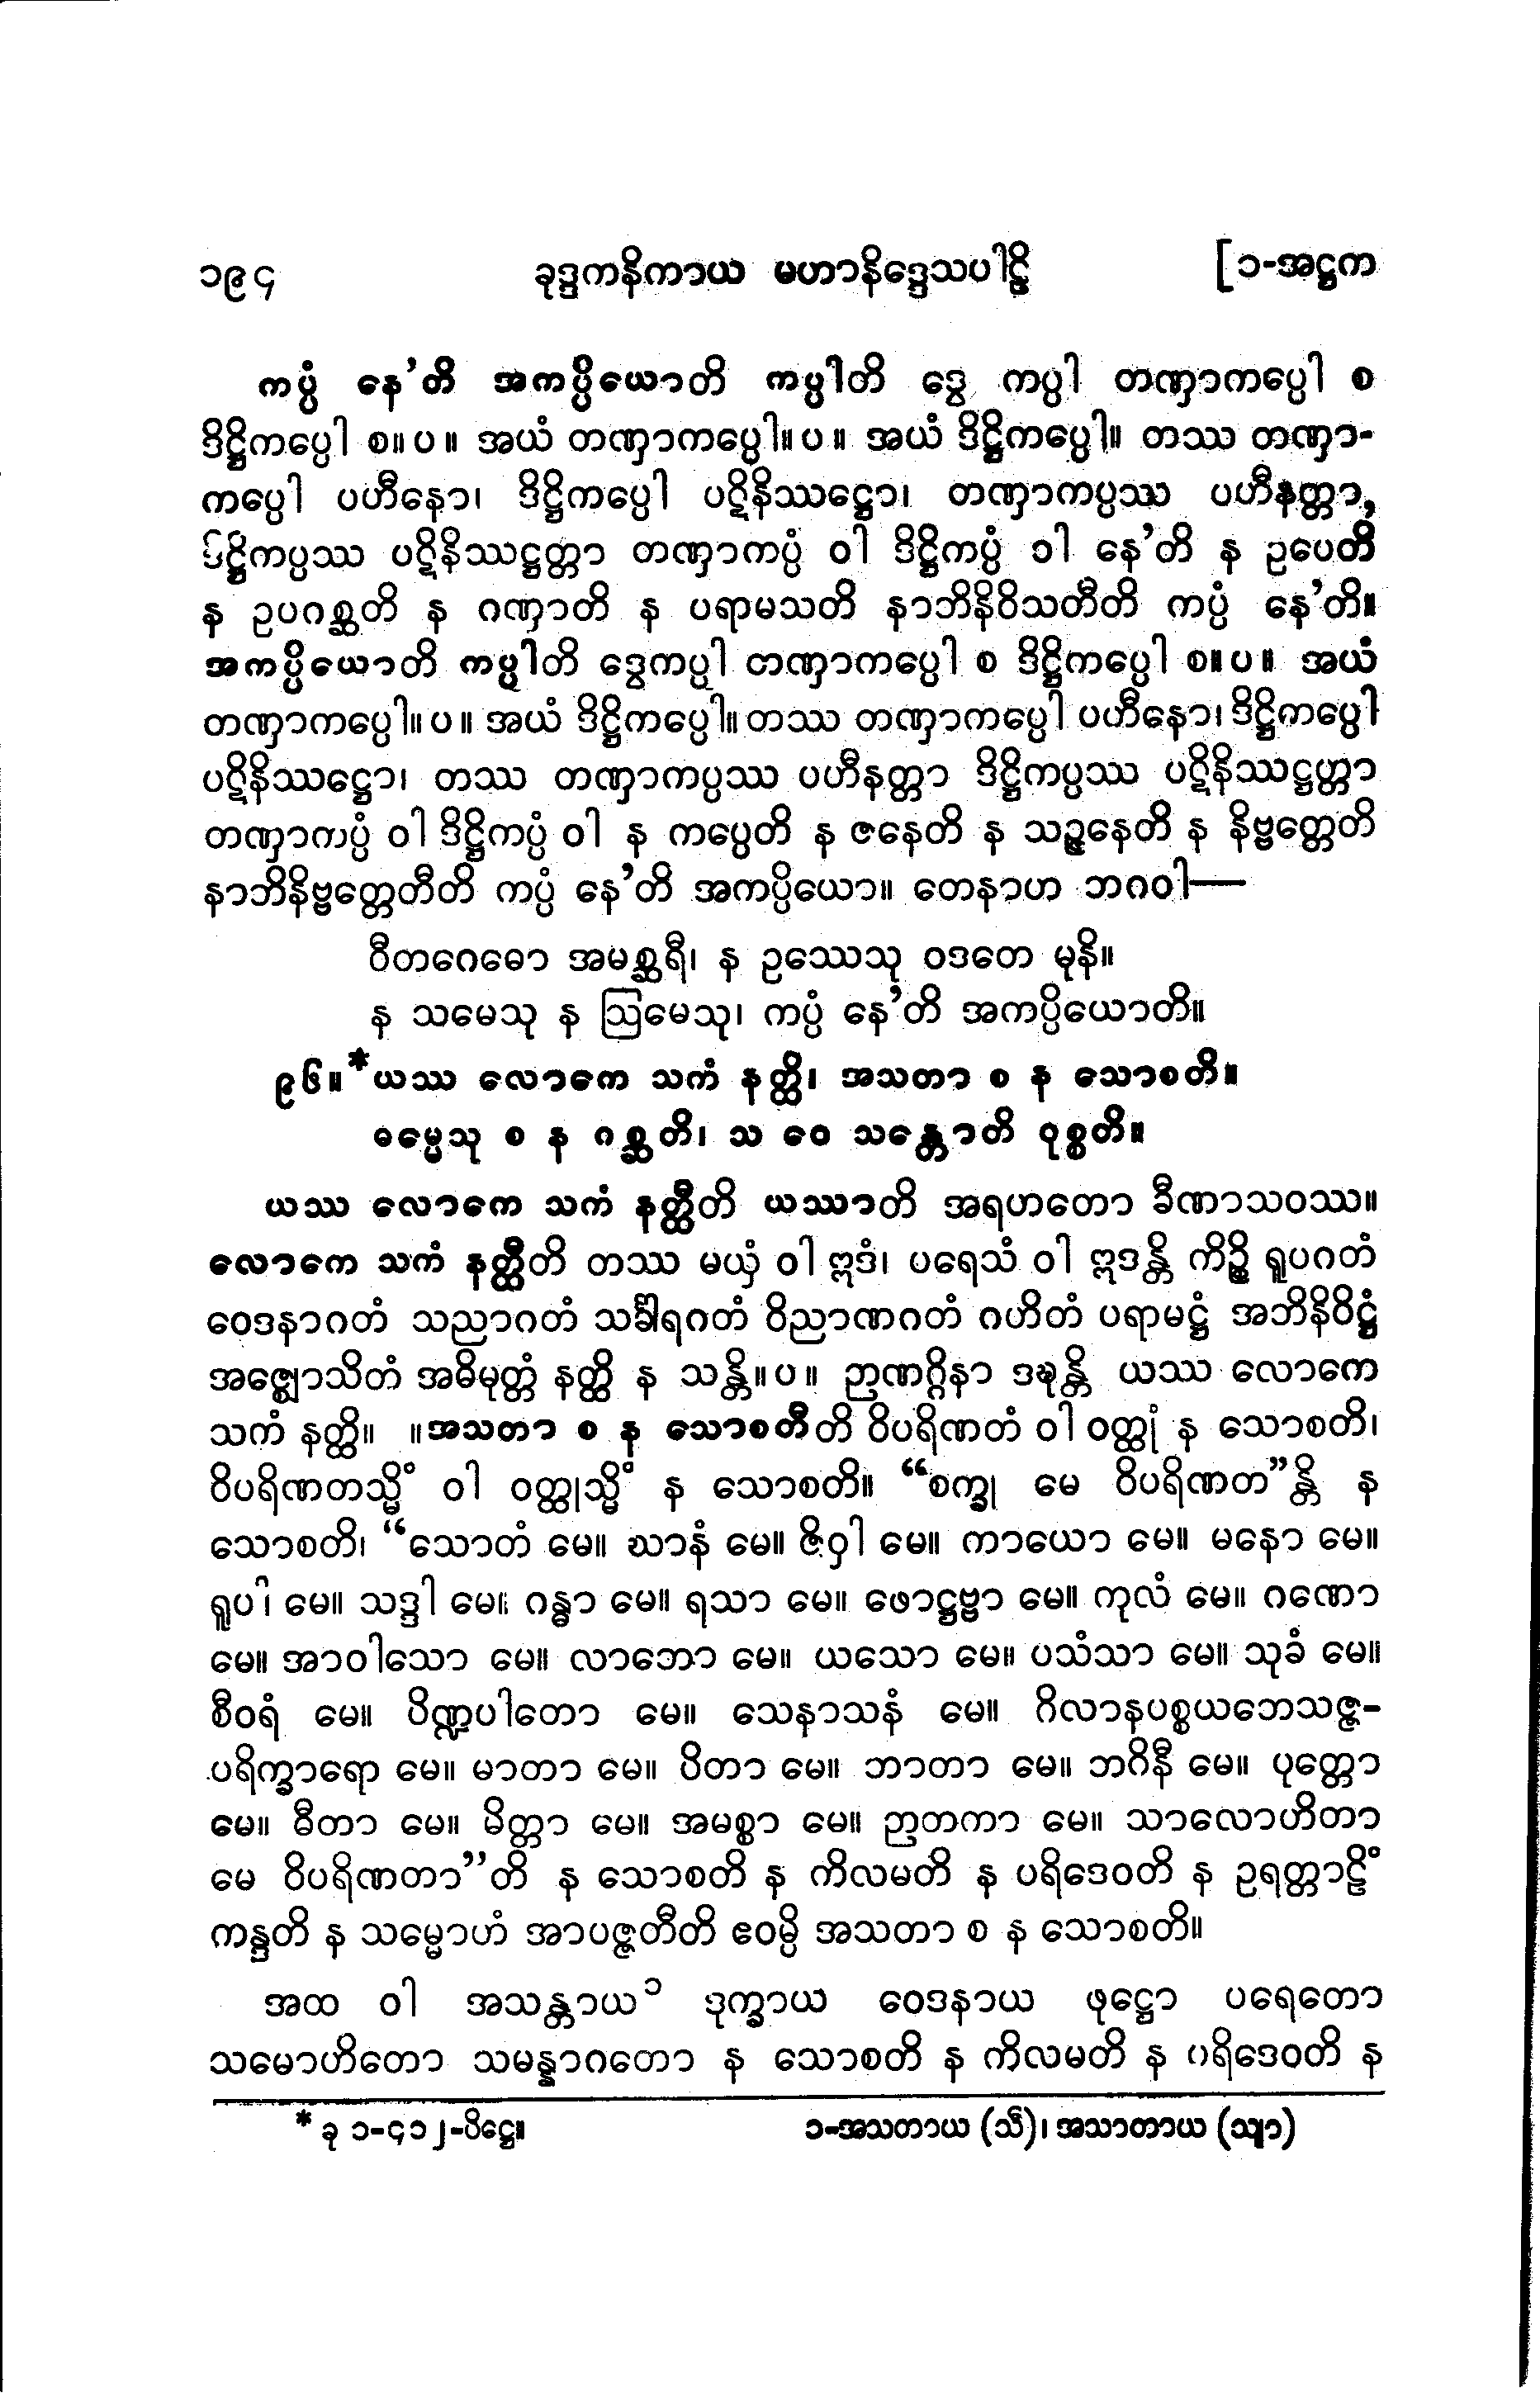 ၁၉၄ ခုဒ္ဒကနိကာယ မဟာနိဒ္ဒေသပါဠိ [၁-အဋ္ဌက
ကပ္ပံ နေ’တိ အကပ္ပိယောတိ ကပ္ပါတိ ဒွေ ကပ္ပါ တဏှာကပ္ပေါ စ
ဒိဋ္ဌိကပ္ပေါ စ။ပ။ အယံ တဏှာကပ္ပေါ။ပ။ အယံ ဒိဋ္ဌိကပ္ပေါ။ တဿ တဏှာ-
ကပ္ပေါ ပဟီနော၊ ဒိဋ္ဌိကပ္ပေါ ပဋိနိဿဋ္ဌော၊ တဏှာကပ္ပဿ ပဟီနတ္တာ,
ဒိဋ္ဌိကပ္ပဿ ပဋိနိဿဋ္ဌတ္တာ တဏှာကပ္ပံ ဝါ ဒိဋ္ဌိကပ္ပံ ဝါ နေ’တိ န ဥပေတိ
န ဥပဂစ္ဆတိ န ဂဏှာတိ န ပရာမသတိ နာဘိနိဝိသတီတိ ကပ္ပံ နေ’တိ။
အကပ္ပိယောတိ ကပ္ပါတိ ဒွေကပ္ပါ တဏှာကပ္ပေါ စ ဒိဋ္ဌိကပ္ပေါ စ။ပ။ အယံ
တဏှာကပ္ပေါ။ပ။ အယံ ဒိဋ္ဌိကပ္ပေါ။ တဿ တဏှာကပ္ပေါ ပဟီနော၊ ဒိဋ္ဌိကပ္ပေါ
ပဋိနိဿဋ္ဌော၊ တဿ တဏှာကပ္ပဿ ပဟီနတ္တာ ဒိဋ္ဌိကပ္ပဿ ပဋိနိဿဋ္ဌတ္တာ
တဏှာကပ္ပံ ဝါ ဒိဋ္ဌိကပ္ပံ ဝါ န ကပ္ပေတိ န ဇနေတိ န သဉ္ဇနေတိ န နိဗ္ဗတ္တေတိ
နာဘိနိဗ္ဗတ္တေတီတိ ကပ္ပံ နေ’တိ အကပ္ပိယော။ တေနာဟ ဘဂဝါ—
ဝီတဂေဓော အမစ္ဆရီ၊ န ဥဿေသု ဝဒတေ မုနိ။
န သမေသု န ဩမေသု၊ ကပ္ပံ နေ’တိ အကပ္ပိယောတိ။
၉၆။*ယဿ လောကေ သကံ နတ္ထိ၊ အသတာ စ န သောစတိ။
ဓမ္မေသု စ န ဂစ္ဆတိ၊ သ ဝေ သန္တောတိ ဝုစ္စတိ။
ယဿ လောကေ သကံ နတ္ထီတိ ယဿာတိ အရဟတော ခီဏာသဝဿ။
လောကေ သကံ နတ္ထီတိ တဿ မယှံ ဝါ ဣဒံ၊ ပရေသံ ဝါ ဣဒန္တိ ကိဉ္စိ ရူပဂတံ
ဝေဒနာဂတံ သညာဂတံ သင်္ခါရဂတံ ဝိညာဏဂတံ ဂဟိတံ ပရာမဋ္ဌံ အဘိနိဝိဋ္ဌံ
အဇ္ဈောသိတံ အဓိမုတ္တံ နတ္ထိ န သန္တိ။ပ။ ဉာဏဂ္ဂိနာ ဒဍ္ဎန္တိ ယဿ လောကေ
သကံ နတ္ထိ။ ။အသတာ စ န သောစတီတိ ဝိပရိဏတံ ဝါ ဝတ္ထုံ န သောစတိ၊
ဝိပရိဏတသ္မိံ ဝါ ဝတ္ထုသ္မိံ န သောစတိ။ “စက္ခု မေ ဝိပရိဏတ”န္တိ န
သောစတိ၊ “သောတံ မေ။ ဃာနံ မေ။ ဇိဝှါ မေ။ ကာယော မေ။ မနော မေ။
ရူပါ မေ။ သဒ္ဒါ မေ။ ဂန္ဓာ မေ။ ရသာ မေ။ ဖောဋ္ဌဗ္ဗာ မေ။ ကုလံ မေ။ ဂဏော
မေ။ အာဝါသော မေ။ လာဘော မေ။ ယသော မေ။ ပသံသာ မေ။ သုခံ မေ။
စီဝရံ မေ။ ပိဏ္ဍပါတော မေ။ သေနာသနံ မေ။ ဂိလာနပစ္စယဘေသဇ္ဇ-
ပရိက္ခာရော မေ။ မာတာ မေ။ ပိတာ မေ။ ဘာတာ မေ။ ဘဂိနီ မေ။ ပုတ္တော
မေ။ ဓီတာ မေ။ မိတ္တာ မေ။ အမစ္စာ မေ။ ဉာတကာ မေ။ သာလောဟိတာ
မေ ဝိပရိဏတာ”တိ န သောစတိ န ကိလမတိ န ပရိဒေဝတိ န ဥရတ္တာဠိံ
ကန္ဒတိ န သမ္မောဟံ အာပဇ္ဇတီတိ ဧဝမ္ပိ အသတာ စ န သောစတိ။
အထ ဝါ အသန္တာယ ၁ ဒုက္ခာယ ဝေဒနာယ ဖုဋ္ဌော ပရေတော
သမောဟိတော သမန္နာဂတော န သောစတိ န ကိလမတိ န ပရိဒေဝတိ န
* ခု ၁-၄၁၂-ပိဋ္ဌေ။ ၁-အသတာယ (သီ)၊ အသာတာယ (သျာ)